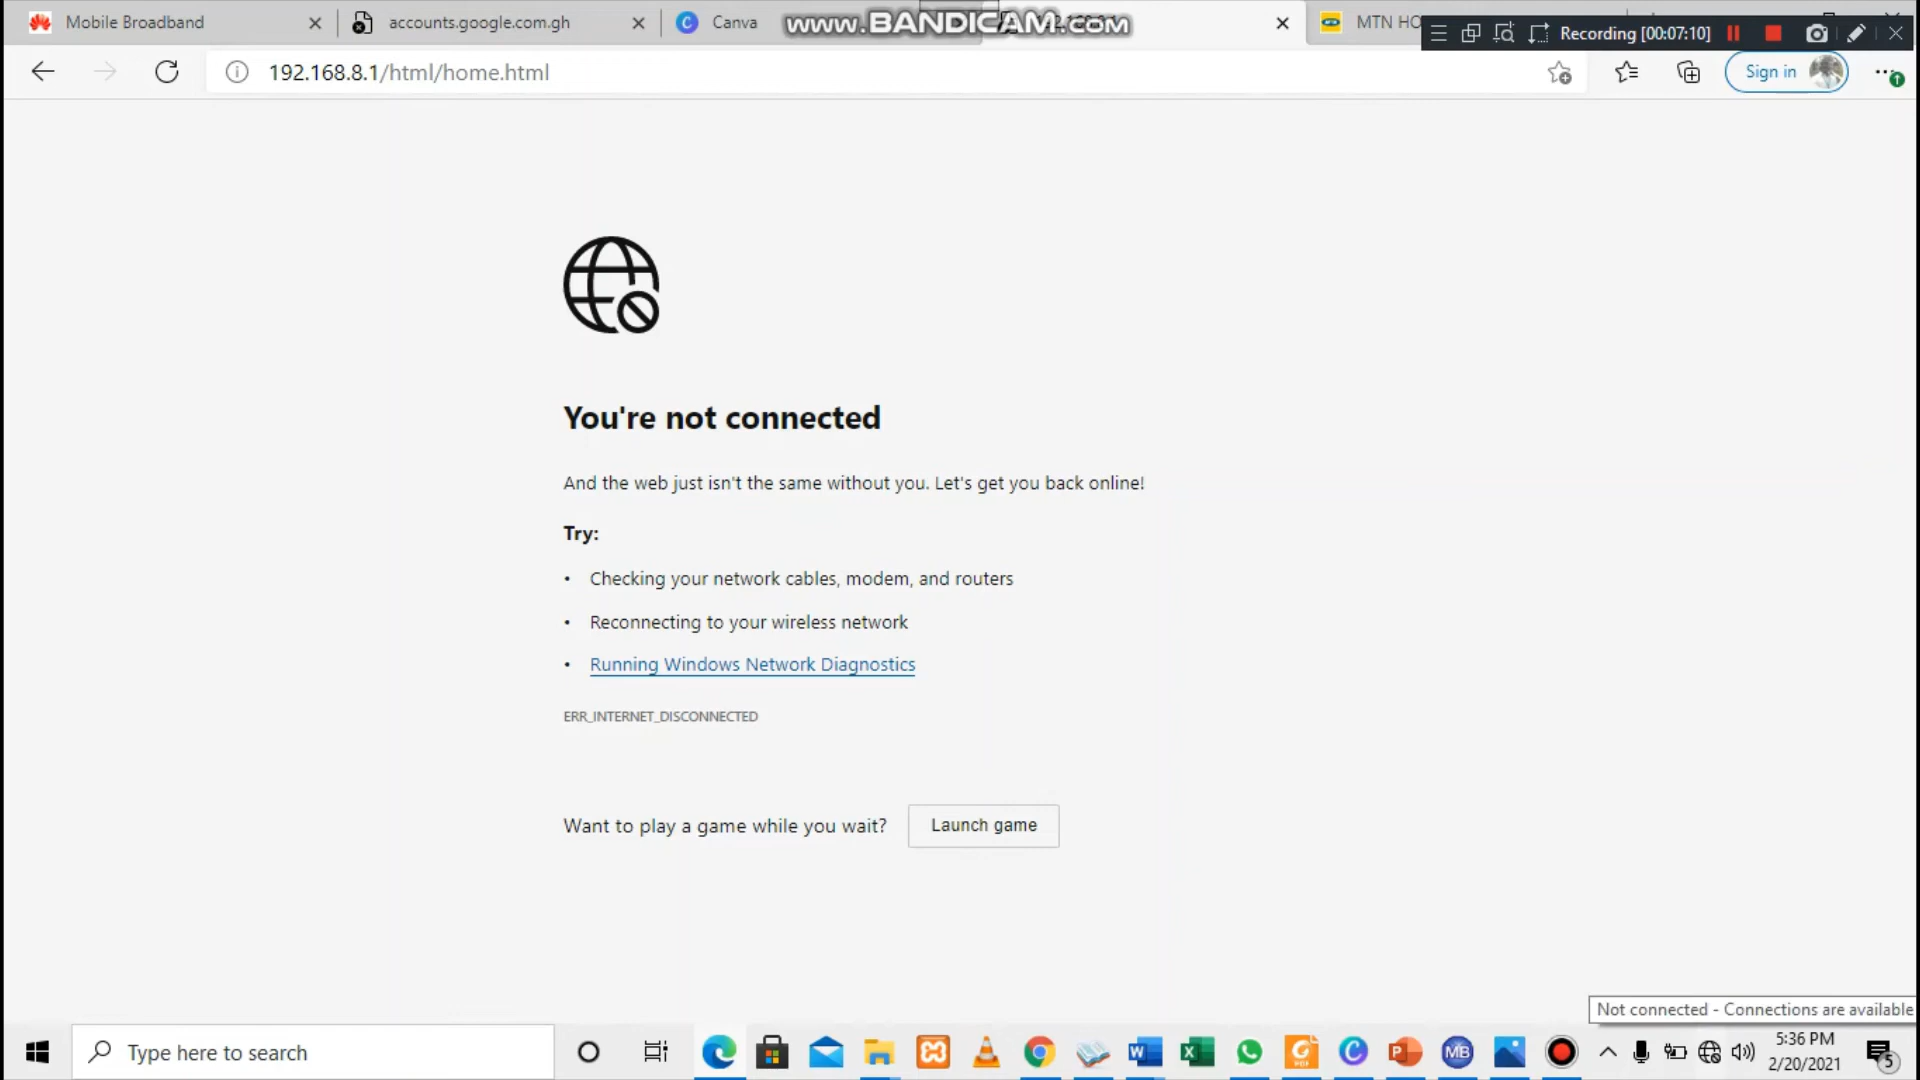 Mobile Broadband
accounts.google.com.gh
Canva
www.BANDICAM.com
MTN HO
Recording [00:07:10]
192.168.8.1/html/home.html
Sign in
You're not connected
And the web just isn't the same without you. Let's get you back online!
Try:
• Checking your network cables, modem, and routers
• Reconnecting to your wireless network
• Running Windows Network Diagnostics
ERR_INTERNET_DISCONNECTED
Want to play a game while you wait?
Launch game
Not connected - Connections are available
Type here to search
5:36 PM
2/20/2021
5